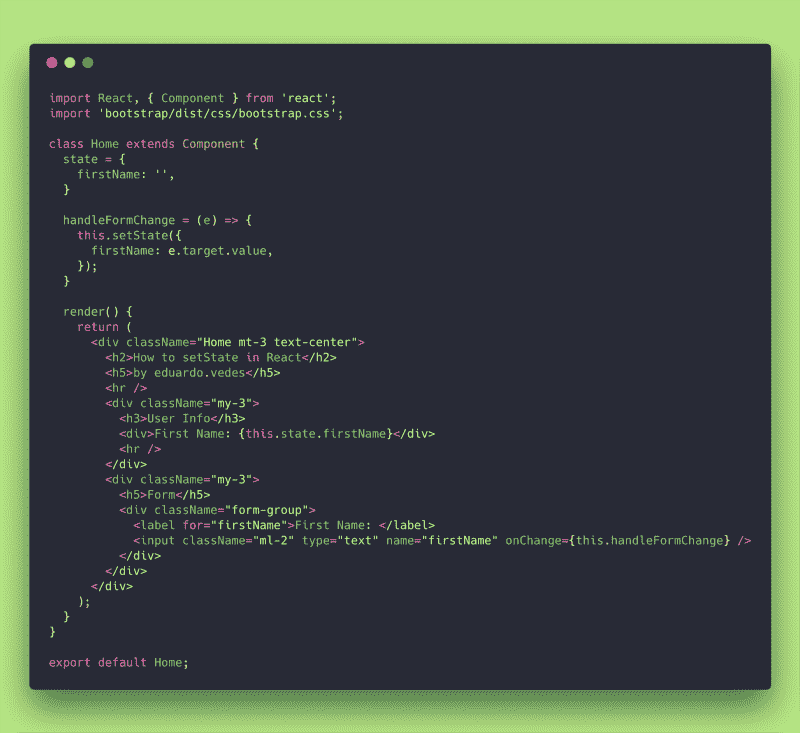 import React, { Component } from 'react';
import 'bootstrap/dist/css/bootstrap.css';

class Home extends Component {
  state = {
    firstName: '',
  }

  handleFormChange = (e) => {
    this.setState({
      firstName: e.target.value,
    });
  }

  render() {
    return (
      <div className="Home mt-3 text-center">
        <h2>How to setState in React</h2>
        <h5>by eduardo.vedes</h5>
        <hr />
        <div className="my-3">
          <h3>User Info</h3>
          <div>First Name: {this.state.firstName}</div>
          <hr />
        </div>
        <div className="my-3">
          <h5>Form</h5>
          <div className="form-group">
            <label for="firstName">First Name: </label>
            <input className="ml-2" type="text" name="firstName" onChange={this.handleFormChange} />
          </div>
        </div>
      </div>
    );
  }
}

export default Home;